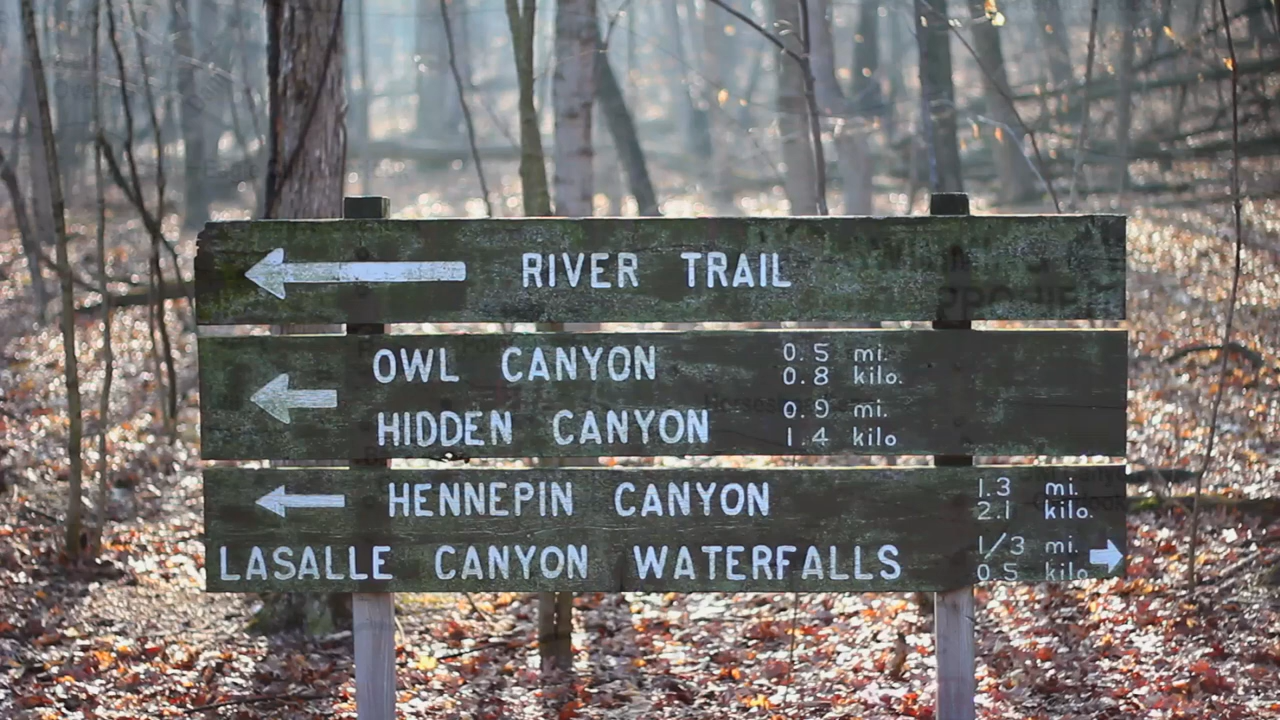 RIVER TRAIL
OWL CANYON 0.5 mi.
0.8 kilo.
HIDDEN CANYON 0.9 mi.
1.4 kilo
HENNEPIN CANYON 1.3 mi.
2.1 kilo.
LASALLE CANYON WATERFALLS 1/3 mi.
0.5 kilo